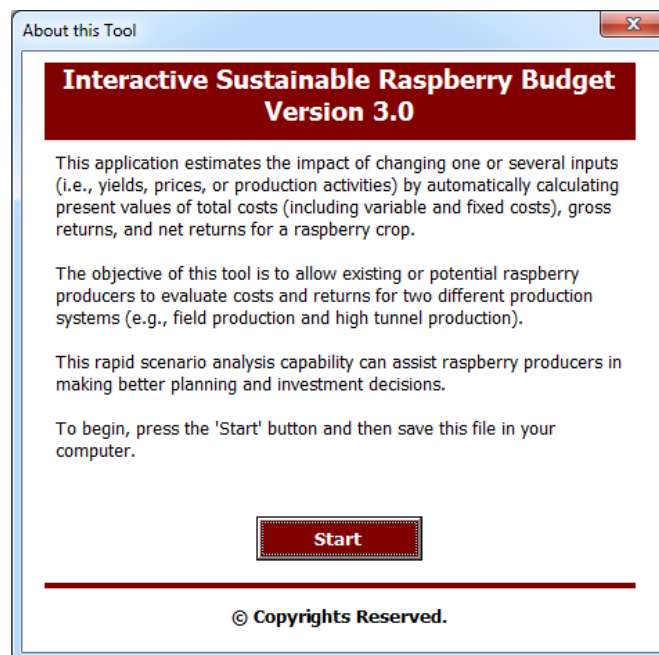 About this Tool
Interactive Sustainable Raspberry Budget
Version 3.0
This application estimates the impact of changing one or several inputs
(i.e., yields, prices, or production activities) by automatically calculating
present values of total costs (including variable and fixed costs), gross
returns, and net returns for a raspberry crop.
The objective of this tool is to allow existing or potential raspberry
producers to evaluate costs and returns for two different production
systems (e.g., field production and high tunnel production).
This rapid scenario analysis capability can assist raspberry producers in
making better planning and investment decisions.
To begin, press the 'Start' button and then save this file in your
computer.
Start
© Copyrights Reserved.